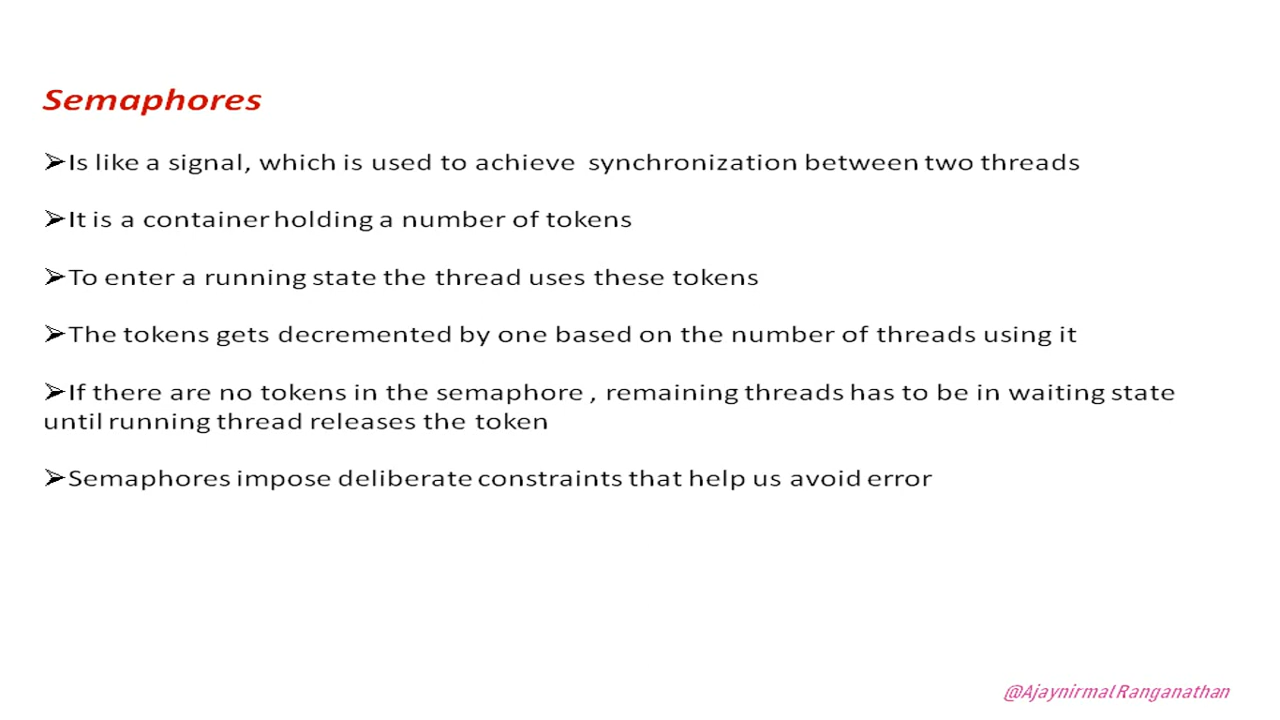 Semaphores
➢Is like a signal, which is used to achieve synchronization between two threads
➢It is a container holding a number of tokens
➢To enter a running state the thread uses these tokens
➢The tokens gets decremented by one based on the number of threads using it
➢If there are no tokens in the semaphore , remaining threads has to be in waiting state
until running thread releases the token
➢Semaphores impose deliberate constraints that help us avoid error
@Ajaynirmal Ranganathan